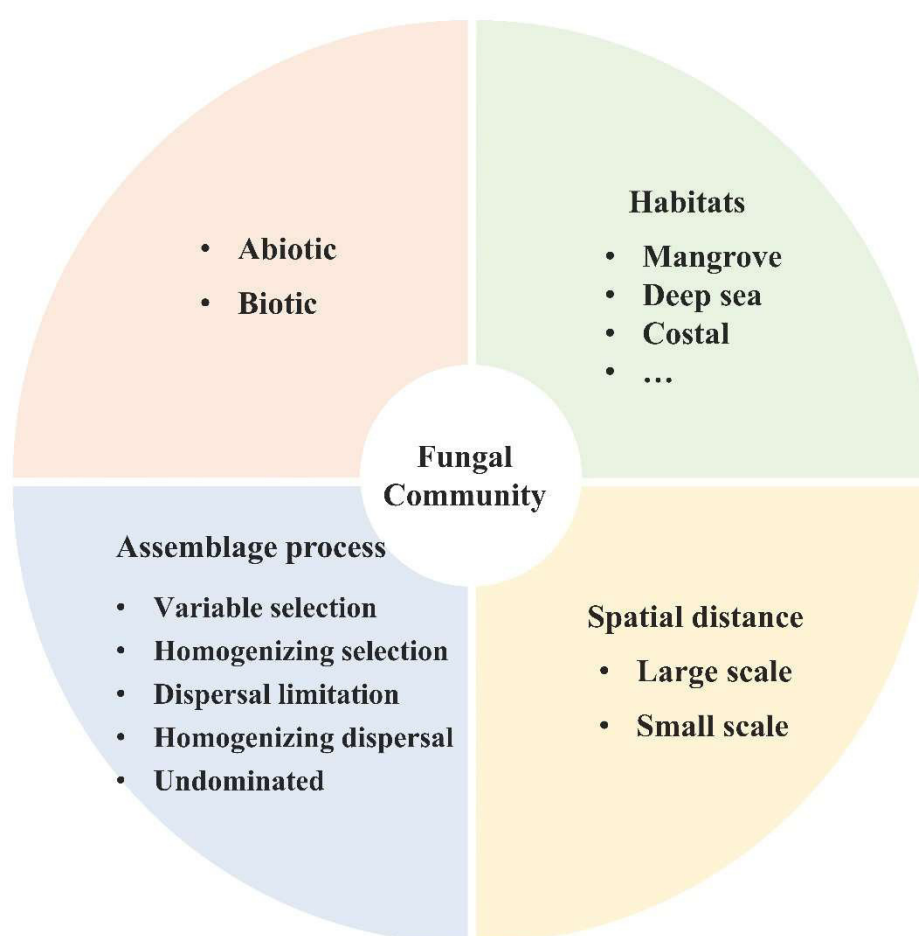 • Abiotic
• Biotic
Habitats
• Mangrove
• Deep sea
• Costal
• …
Fungal
Community
Assemblage process
• Variable selection
• Homogenizing selection
• Dispersal limitation
• Homogenizing dispersal
• Undominated
Spatial distance
• Large scale
• Small scale